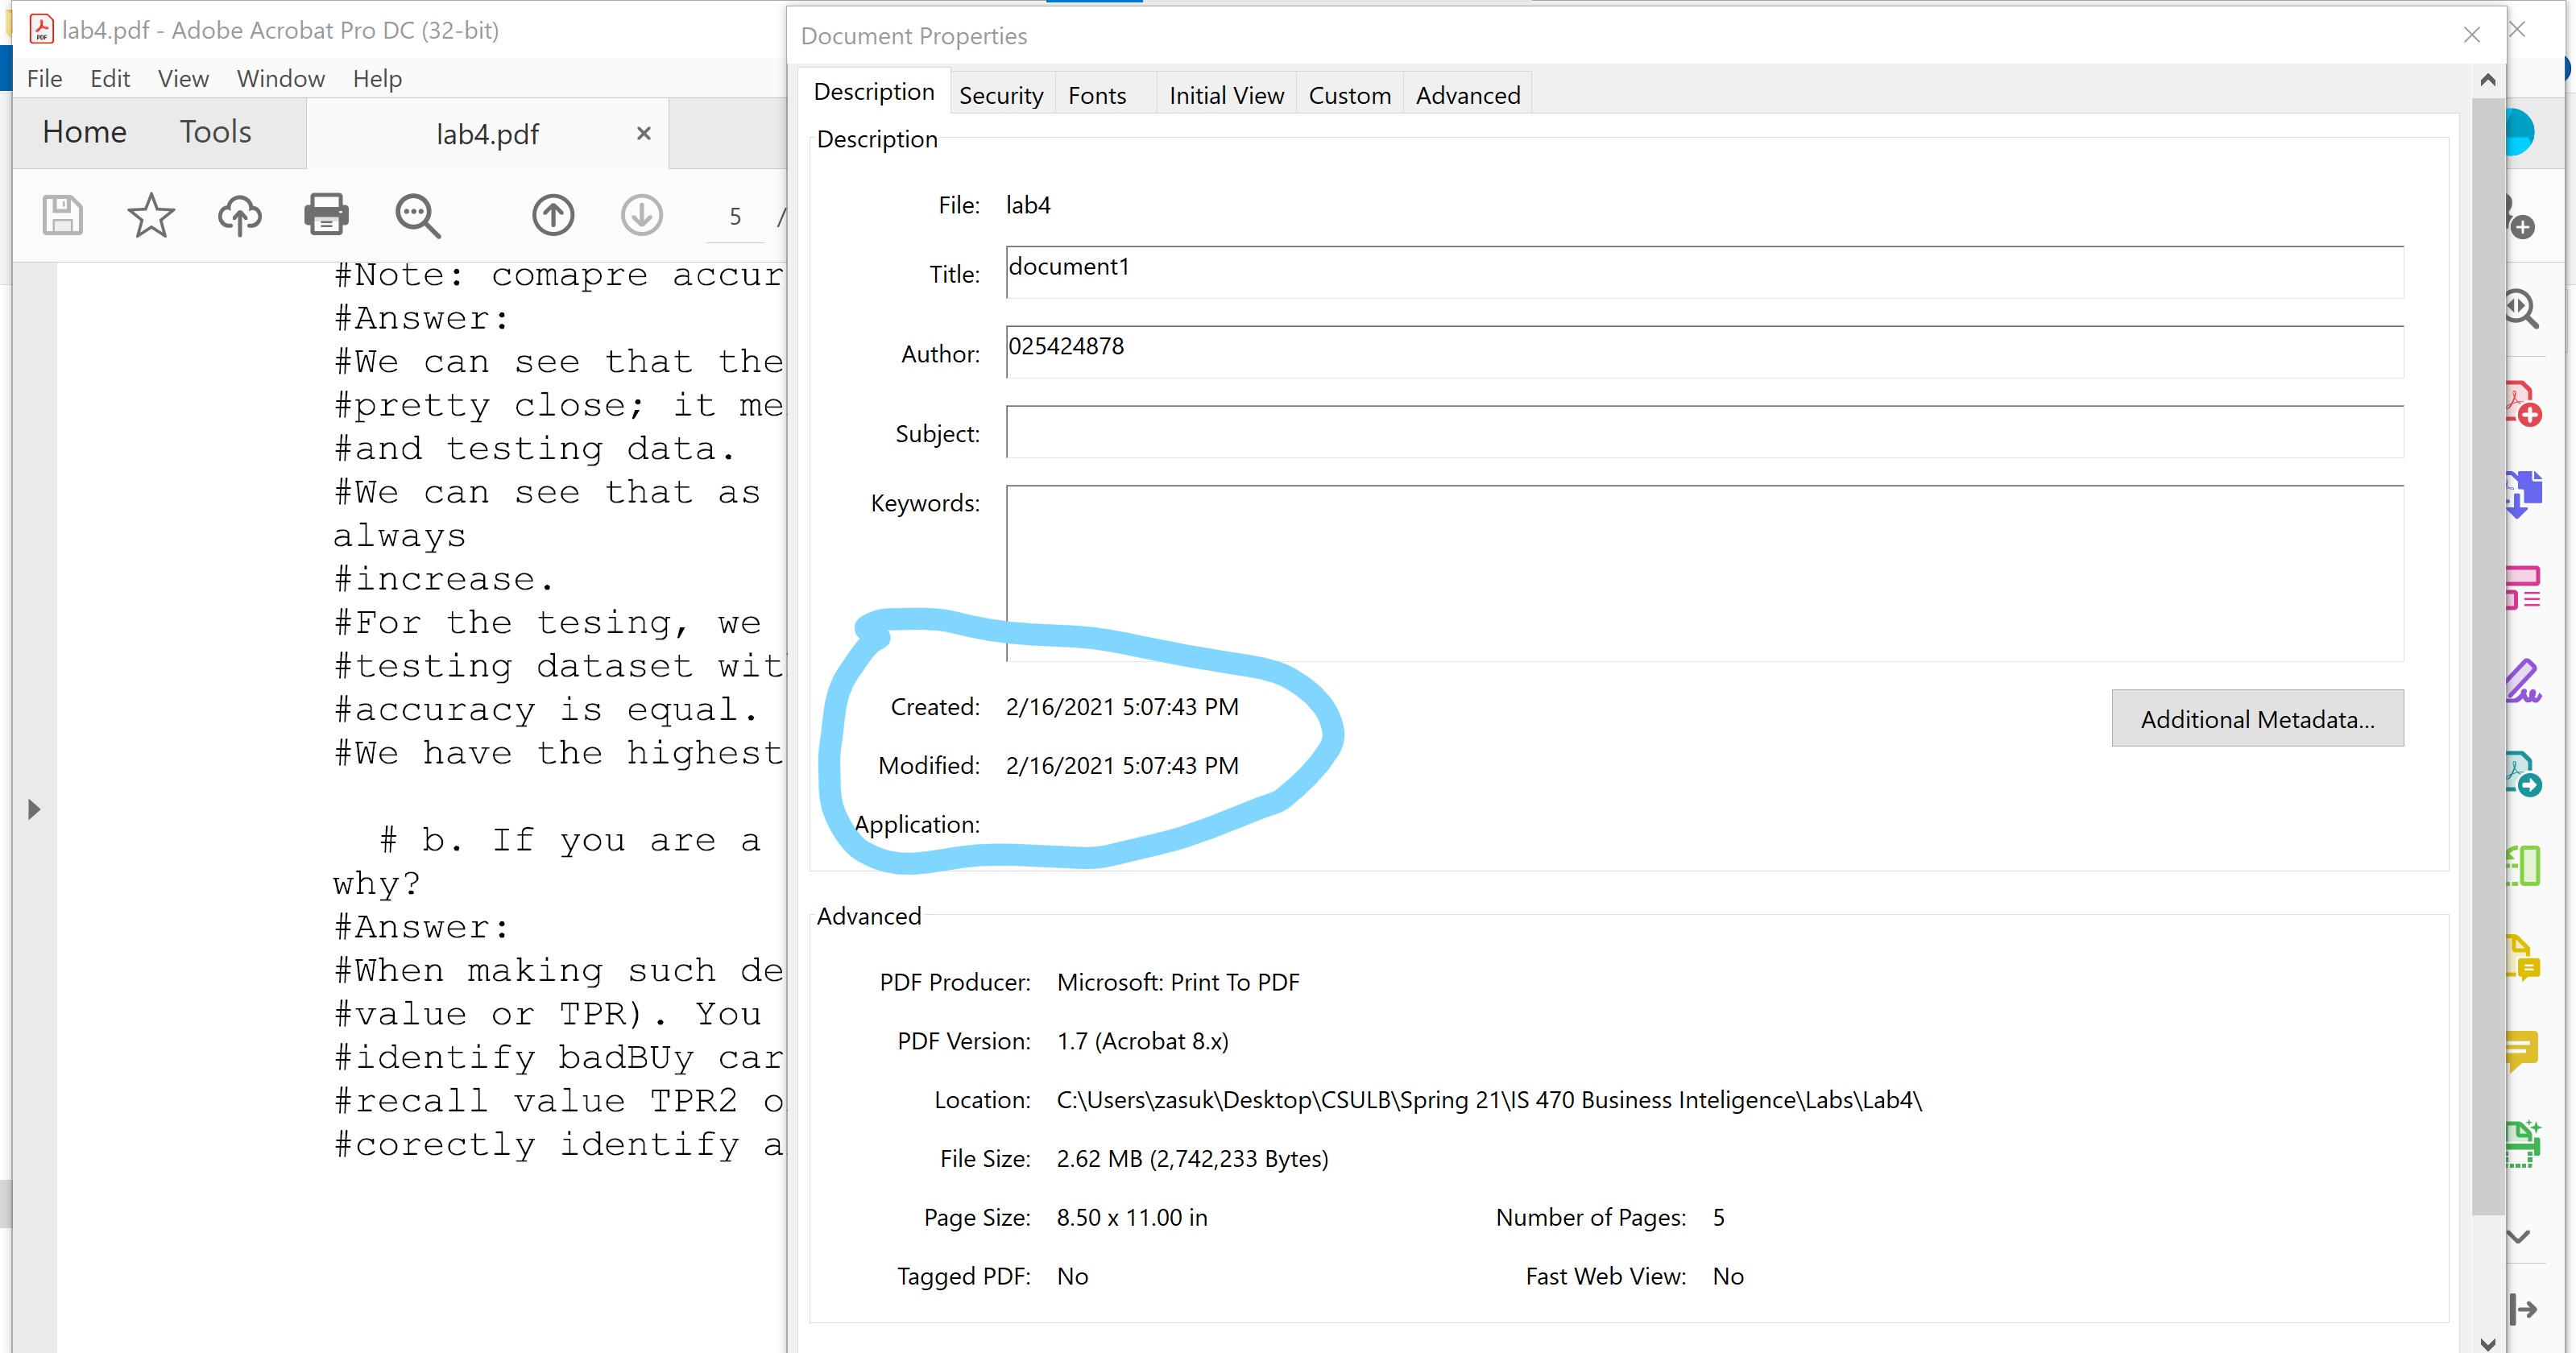 lab4.pdf - Adobe Acrobat Pro DC (32-bit)
File Edit View Window Help
Home Tools lab4.pdf
5 /
#Note: comapre accur
#Answer:
#We can see that the
#pretty close; it me
#and testing data.
#We can see that as
always
#increase.
#For the tesing, we
#testing dataset wit
#accuracy is equal.
#We have the highest
# b. If you are a
why?
#Answer:
#When making such de
#value or TPR). You
#identify badBUy car
#recall value TPR2 o
#corectly identify a
Document Properties
Description Security Fonts Initial View Custom Advanced
Description
File: lab4
Title: document1
Author: 025424878
Subject:
Keywords:
Created: 2/16/2021 5:07:43 PM
Modified: 2/16/2021 5:07:43 PM
Application:
Additional Metadata...
Advanced
PDF Producer: Microsoft: Print To PDF
PDF Version: 1.7 (Acrobat 8.x)
Location: C:\Users\zasuk\Desktop\CSULB\Spring 21\IS 470 Business Inteligence\Labs\Lab4\
File Size: 2.62 MB (2,742,233 Bytes)
Page Size: 8.50 x 11.00 in Number of Pages: 5
Tagged PDF: No Fast Web View: No